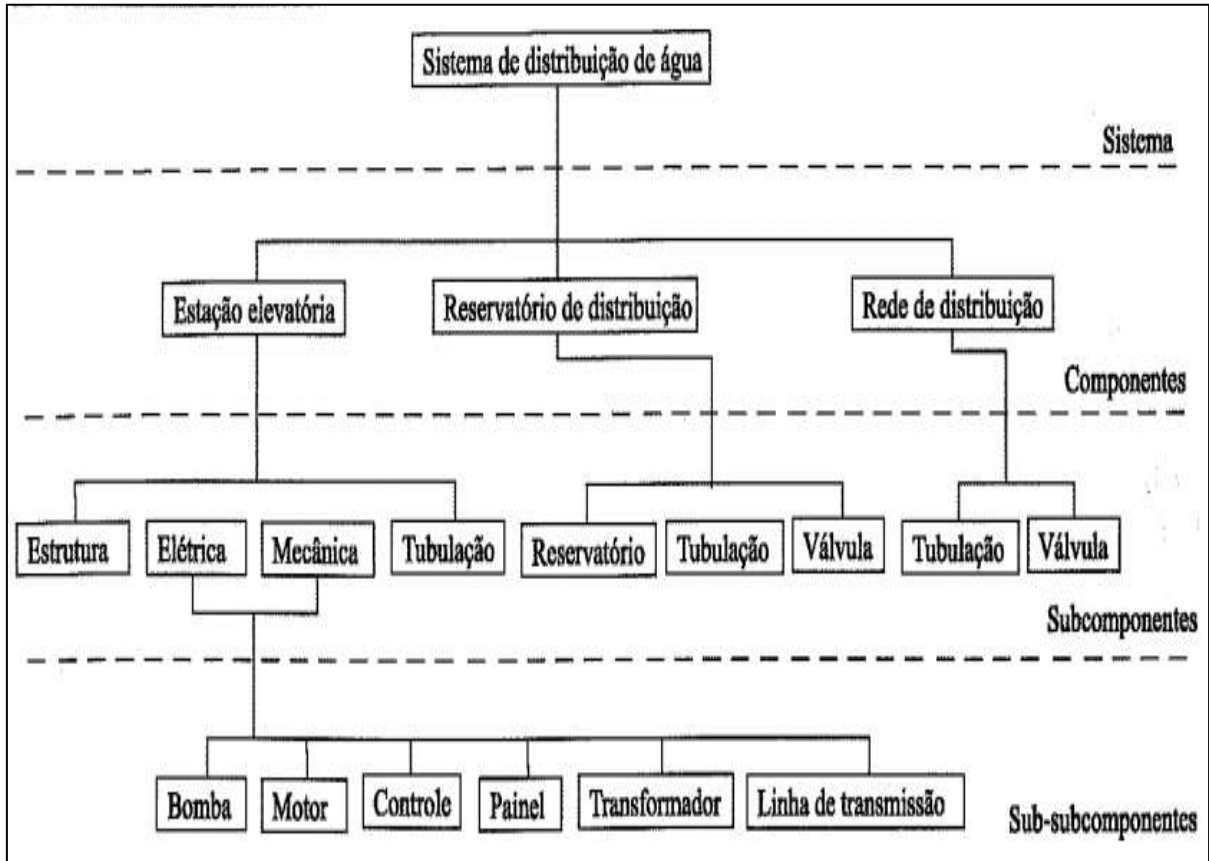 Sistema de distribuição de água
Sistema
Estação elevatória
Reservatório de distribuição
Rede de distribuição
Componentes
Estrutura
Elétrica
Mecânica
Tubulação
Reservatório
Tubulação
Válvula
Tubulação
Válvula
Subcomponentes
Bomba
Motor
Controle
Painel
Transformador
Linha de transmissão
Sub-subcomponentes